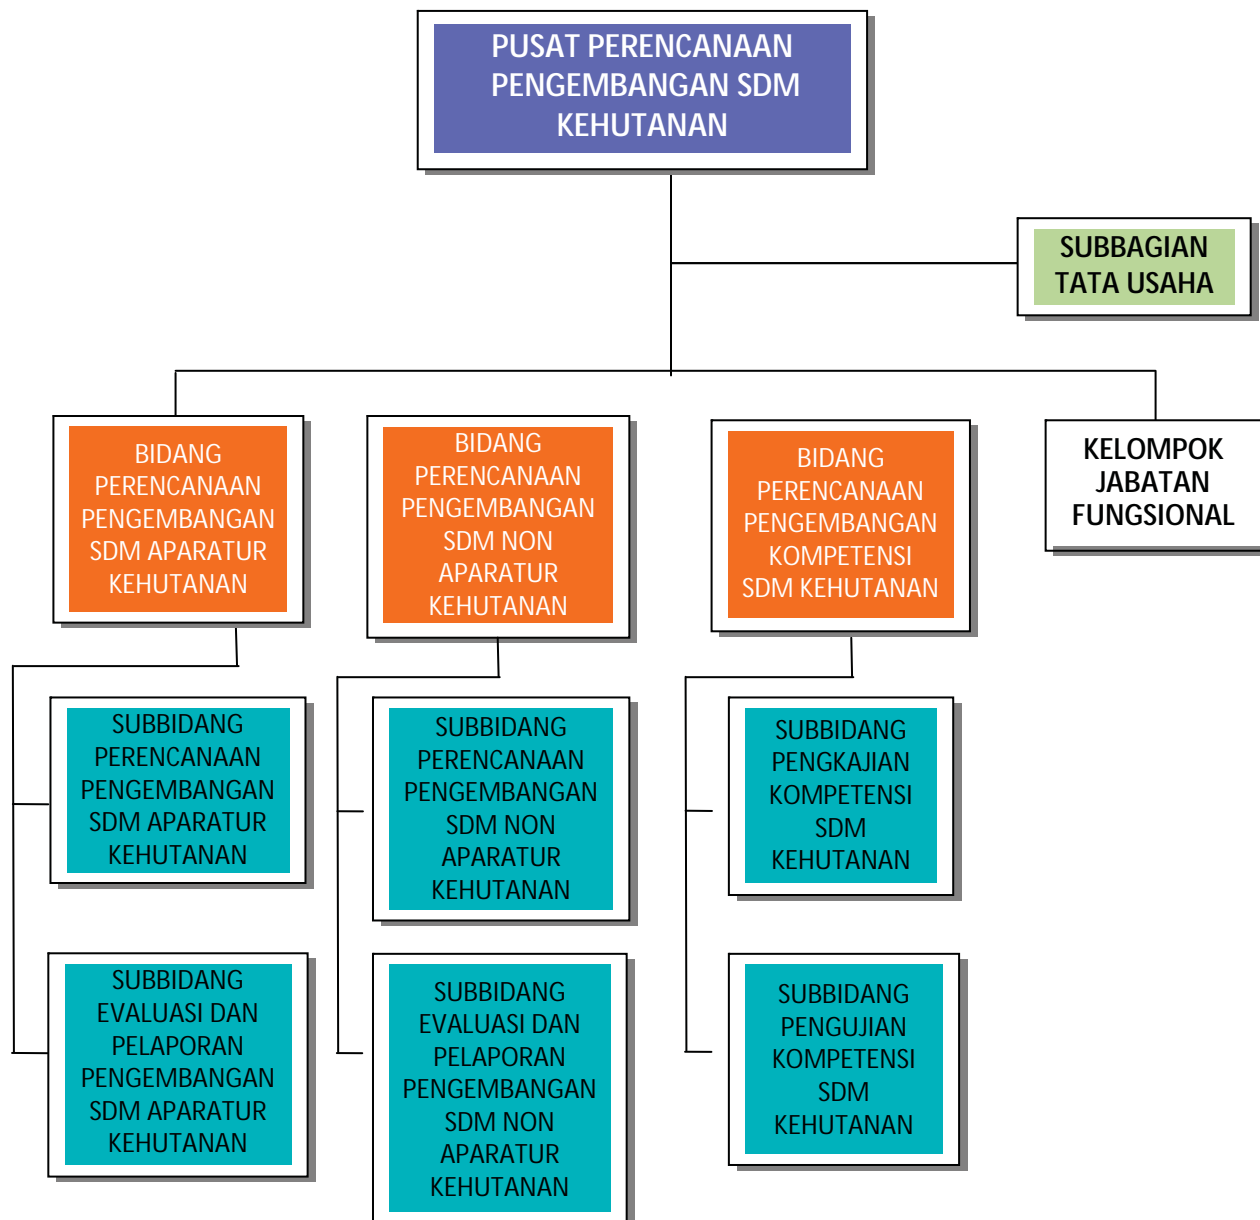 PUSAT PERENCANAAN
PENGEMBANGAN SDM
KEHUTANAN
SUBBAGIAN
TATA USAHA
BIDANG
PERENCANAAN
PENGEMBANGAN
SDM APARATUR
KEHUTANAN
BIDANG
PERENCANAAN
PENGEMBANGAN
SDM NON
APARATUR
KEHUTANAN
BIDANG
PERENCANAAN
PENGEMBANGAN
KOMPETENSI
SDM KEHUTANAN
KELOMPOK
JABATAN
FUNGSIONAL
SUBBIDANG
PERENCANAAN
PENGEMBANGAN
SDM APARATUR
KEHUTANAN
SUBBIDANG
PERENCANAAN
PENGEMBANGAN
SDM NON
APARATUR
KEHUTANAN
SUBBIDANG
PENGKAJIAN
KOMPETENSI
SDM
KEHUTANAN
SUBBIDANG
EVALUASI DAN
PELAPORAN
PENGEMBANGAN
SDM APARATUR
KEHUTANAN
SUBBIDANG
EVALUASI DAN
PELAPORAN
PENGEMBANGAN
SDM NON
APARATUR
KEHUTANAN
SUBBIDANG
PENGUJIAN
KOMPETENSI
SDM
KEHUTANAN